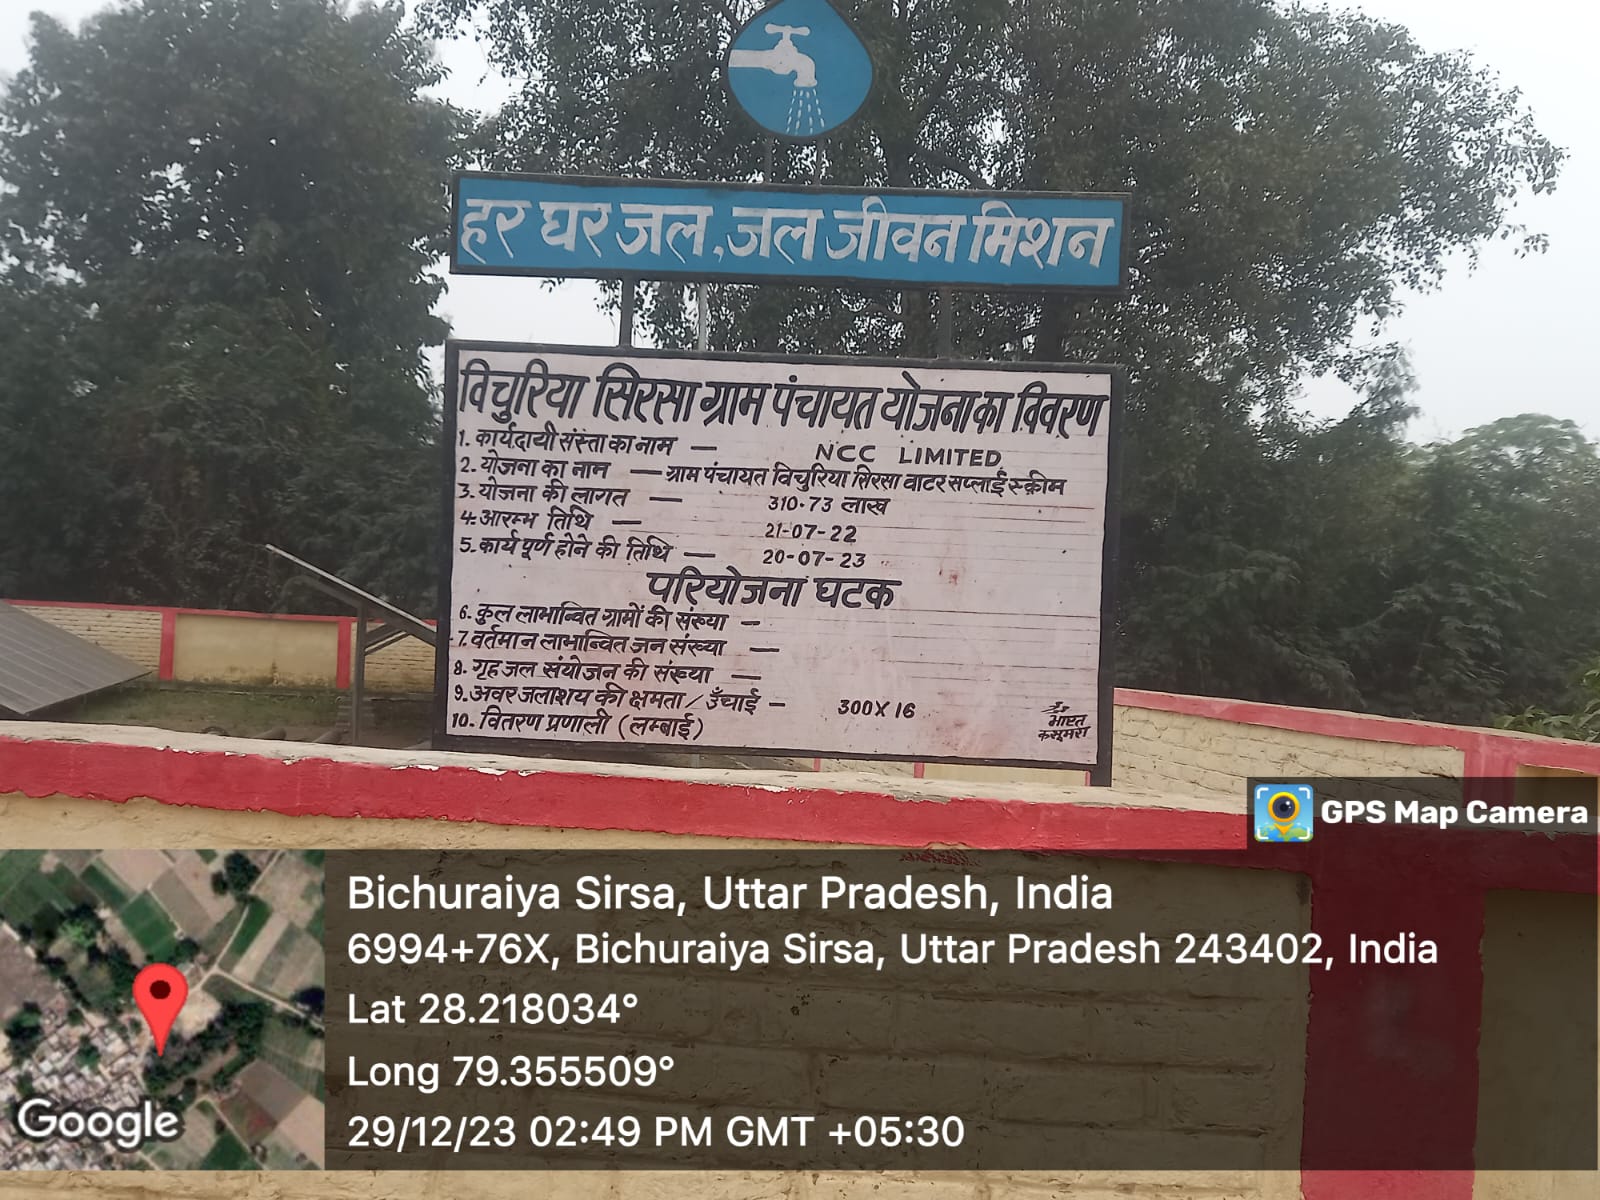 हर घर जल, जल जीवन मिशन
विचुरिया सिरसा ग्राम पंचायत योजना का विवरण
1. कार्यदायी संस्ता का नाम — NCC LIMITED
2. योजना का नाम — ग्राम पंचायत विचुरिया सिरसा वाटर सप्लाई स्कीम
3. योजना की लागत — 310.73 लाख
4. आरम्भ तिथि — 21-07-22
5. कार्य पूर्ण होने की तिथि — 20-07-23
परियोजना घटक
6. कुल लाभान्वित ग्रामों की संख्या —
7. वर्तमान लाभान्वित जन संख्या —
8. गृह जल संयोजन की संख्या —
9. अवर जलाशय की क्षमता / उँचाई — 300X16
10. वितरण प्रणाली (लम्बाई)
भारत
कसूमरा
GPS Map Camera
Bichuraiya Sirsa, Uttar Pradesh, India
6994+76X, Bichuraiya Sirsa, Uttar Pradesh 243402, India
Lat 28.218034°
Long 79.355509°
29/12/23 02:49 PM GMT +05:30
Google